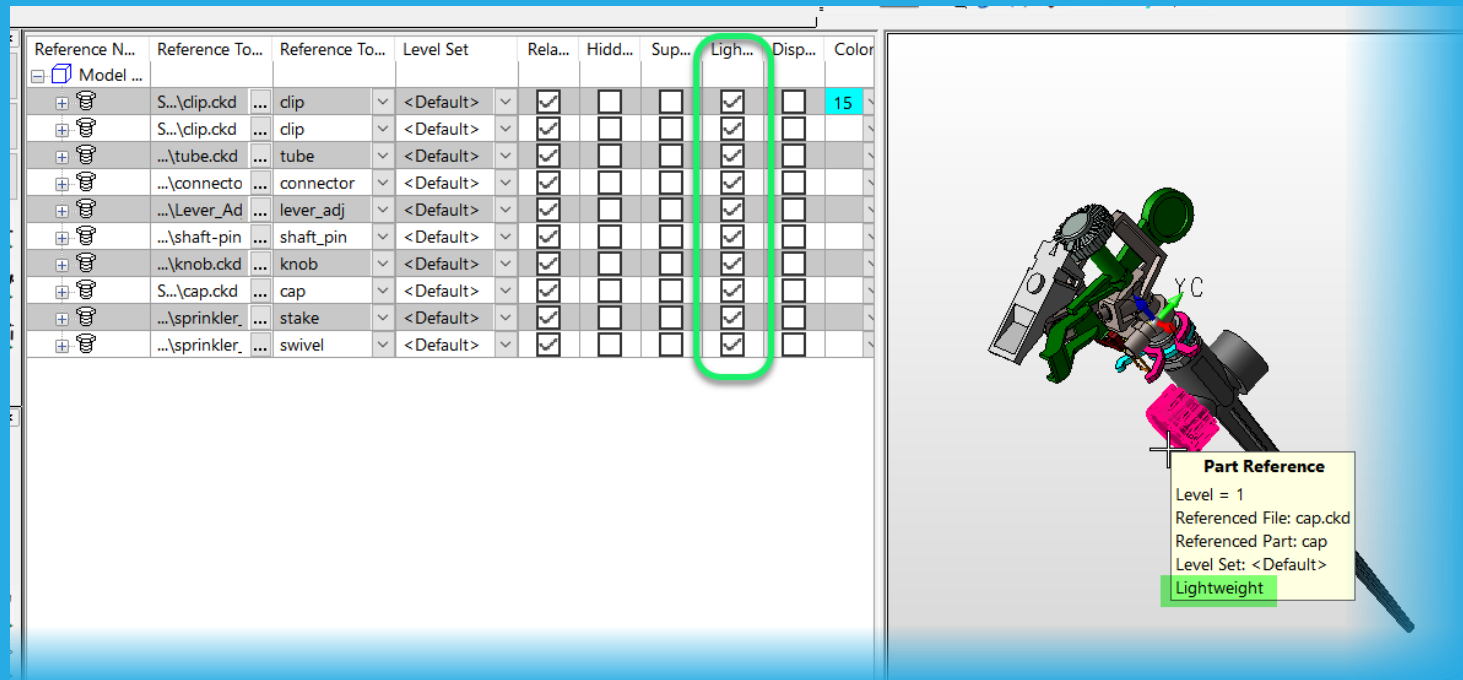 Reference N... Reference To... Reference To... Level Set Rela... Hidd... Sup... Ligh... Disp... Color
Model ...
S...\clip.ckd ... clip <Default> 15
S...\clip.ckd ... clip <Default>
...\tube.ckd ... tube <Default>
...\connecto ... connector <Default>
...\Lever_Ad ... lever_adj <Default>
...\shaft-pin ... shaft_pin <Default>
...\knob.ckd ... knob <Default>
S...\cap.ckd ... cap <Default>
...\sprinkler_ ... stake <Default>
...\sprinkler_ ... swivel <Default>
YC
Part Reference
Level = 1
Referenced File: cap.ckd
Referenced Part: cap
Level Set: <Default>
Lightweight